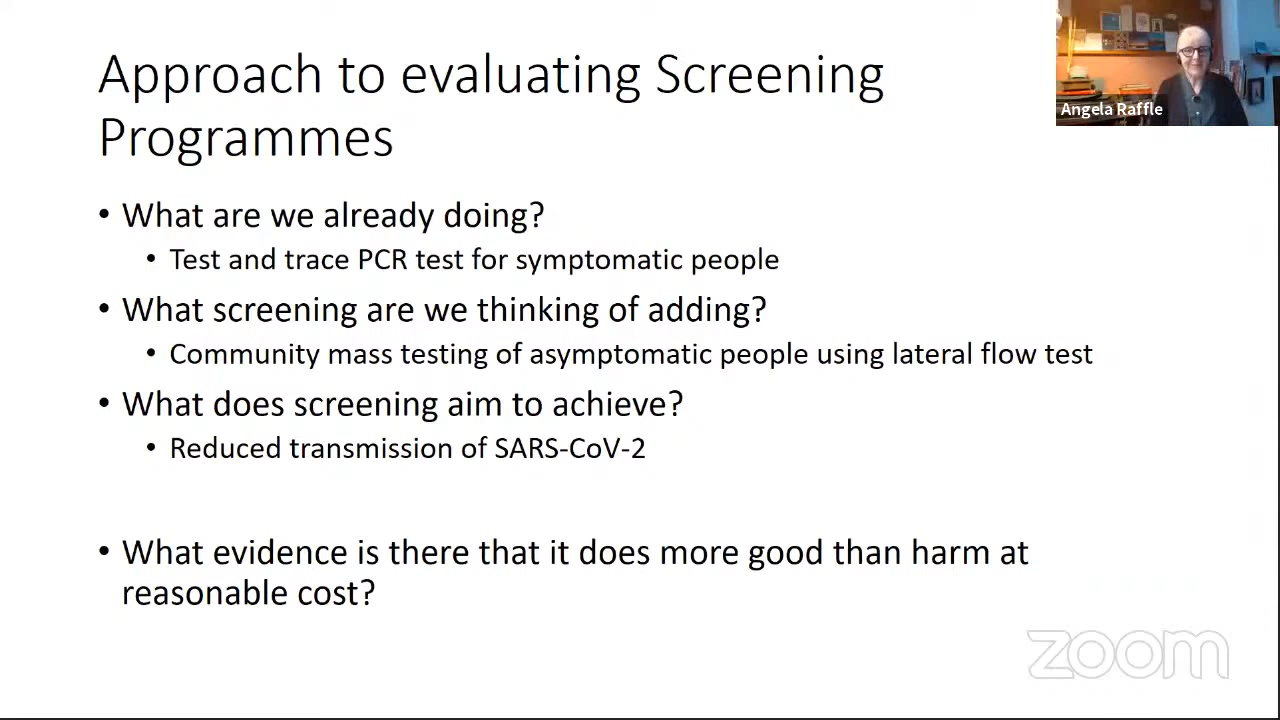 Approach to evaluating Screening
Programmes
• What are we already doing?
• Test and trace PCR test for symptomatic people
• What screening are we thinking of adding?
• Community mass testing of asymptomatic people using lateral flow test
• What does screening aim to achieve?
• Reduced transmission of SARS-CoV-2
• What evidence is there that it does more good than harm at
reasonable cost?
Angela Raffle
zoom